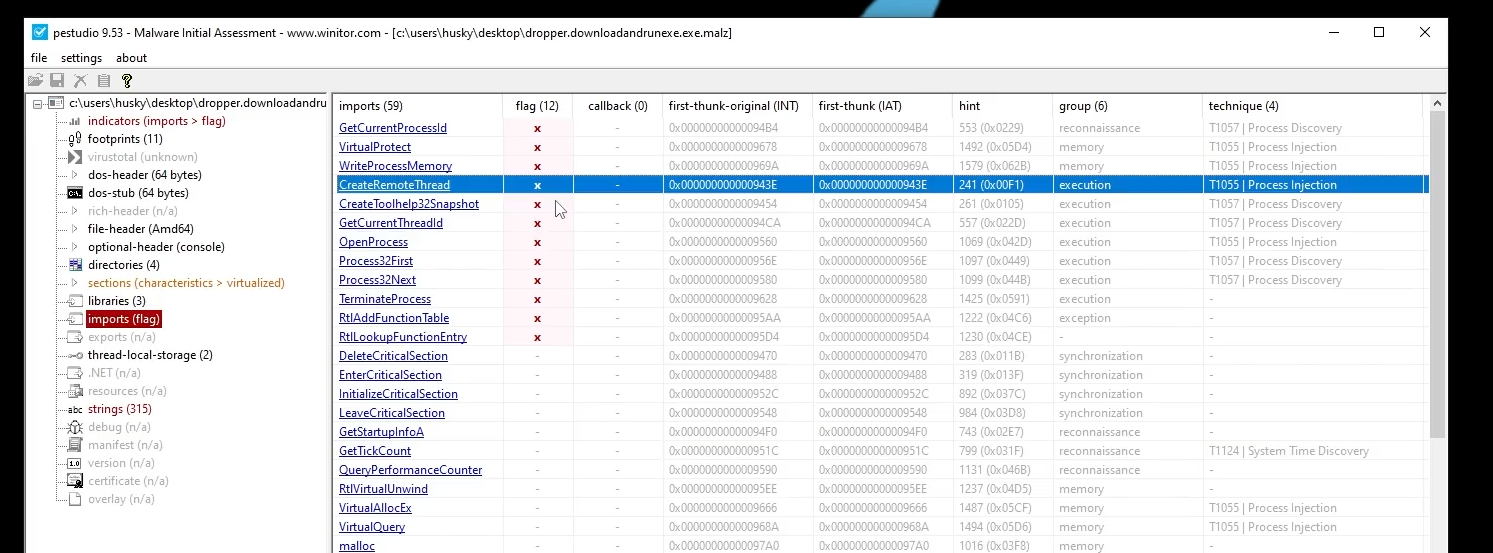 pestudio 9.53 - Malware Initial Assessment - www.winitor.com - [c:\users\husky\desktop\dropper.downloadandrunexe.exe.malz]
file settings about
c:\users\husky\desktop\dropper.downloadandru
indicators (imports > flag)
footprints (11)
virustotal (unknown)
dos-header (64 bytes)
dos-stub (64 bytes)
rich-header (n/a)
file-header (Amd64)
optional-header (console)
directories (4)
sections (characteristics > virtualized)
libraries (3)
imports (flag)
exports (n/a)
thread-local-storage (2)
.NET (n/a)
resources (n/a)
abc strings (315)
debug (n/a)
manifest (n/a)
1.0 version (n/a)
certificate (n/a)
overlay (n/a)
imports (59) flag (12) callback (0) first-thunk-original (INT) first-thunk (IAT) hint group (6) technique (4)
GetCurrentProcessId x - 0x00000000000094B4 0x00000000000094B4 553 (0x0229) reconnaissance T1057 | Process Discovery
VirtualProtect x - 0x0000000000009678 0x0000000000009678 1492 (0x05D4) memory T1055 | Process Injection
WriteProcessMemory x - 0x000000000000969A 0x000000000000969A 1579 (0x062B) memory T1055 | Process Injection
CreateRemoteThread x - 0x000000000000943E 0x000000000000943E 241 (0x00F1) execution T1055 | Process Injection
CreateToolhelp32Snapshot x - 0x0000000000009454 0x0000000000009454 261 (0x0105) execution T1057 | Process Discovery
GetCurrentThreadId x - 0x00000000000094CA 0x00000000000094CA 557 (0x022D) execution T1057 | Process Discovery
OpenProcess x - 0x0000000000009560 0x0000000000009560 1069 (0x042D) execution T1055 | Process Injection
Process32First x - 0x000000000000956E 0x000000000000956E 1097 (0x0449) execution T1057 | Process Discovery
Process32Next x - 0x0000000000009580 0x0000000000009580 1099 (0x044B) execution T1057 | Process Discovery
TerminateProcess x - 0x0000000000009628 0x0000000000009628 1425 (0x0591) execution -
RtlAddFunctionTable x - 0x00000000000095AA 0x00000000000095AA 1222 (0x04C6) exception -
RtlLookupFunctionEntry x - 0x00000000000095D4 0x00000000000095D4 1230 (0x04CE) - -
DeleteCriticalSection - - 0x0000000000009470 0x0000000000009470 283 (0x011B) synchronization -
EnterCriticalSection - - 0x0000000000009488 0x0000000000009488 319 (0x013F) synchronization -
InitializeCriticalSection - - 0x000000000000952C 0x000000000000952C 892 (0x037C) synchronization -
LeaveCriticalSection - - 0x0000000000009548 0x0000000000009548 984 (0x03D8) synchronization -
GetStartupInfoA - - 0x00000000000094F0 0x00000000000094F0 743 (0x02E7) reconnaissance -
GetTickCount - - 0x000000000000951C 0x000000000000951C 799 (0x031F) reconnaissance T1124 | System Time Discovery
QueryPerformanceCounter - - 0x0000000000009590 0x0000000000009590 1131 (0x046B) reconnaissance -
RtlVirtualUnwind - - 0x00000000000095EE 0x00000000000095EE 1237 (0x04D5) memory -
VirtualAllocEx - - 0x0000000000009666 0x0000000000009666 1487 (0x05CF) memory T1055 | Process Injection
VirtualQuery - - 0x000000000000968A 0x000000000000968A 1494 (0x05D6) memory T1055 | Process Injection
malloc - - 0x00000000000097A0 0x00000000000097A0 1016 (0x03F8) memory -